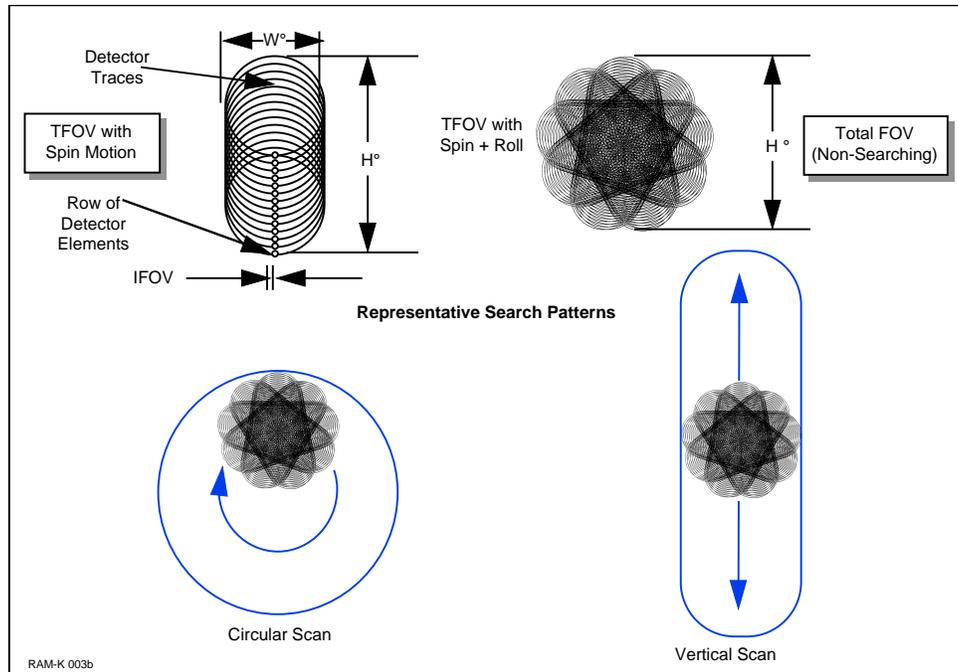 W°
Detector
Traces
TFOV with
Spin Motion
H°
Row of
Detector
Elements
IFOV
TFOV with
Spin + Roll
H °
Total FOV
(Non-Searching)
Representative Search Patterns
Circular Scan
Vertical Scan
RAM-K 003b